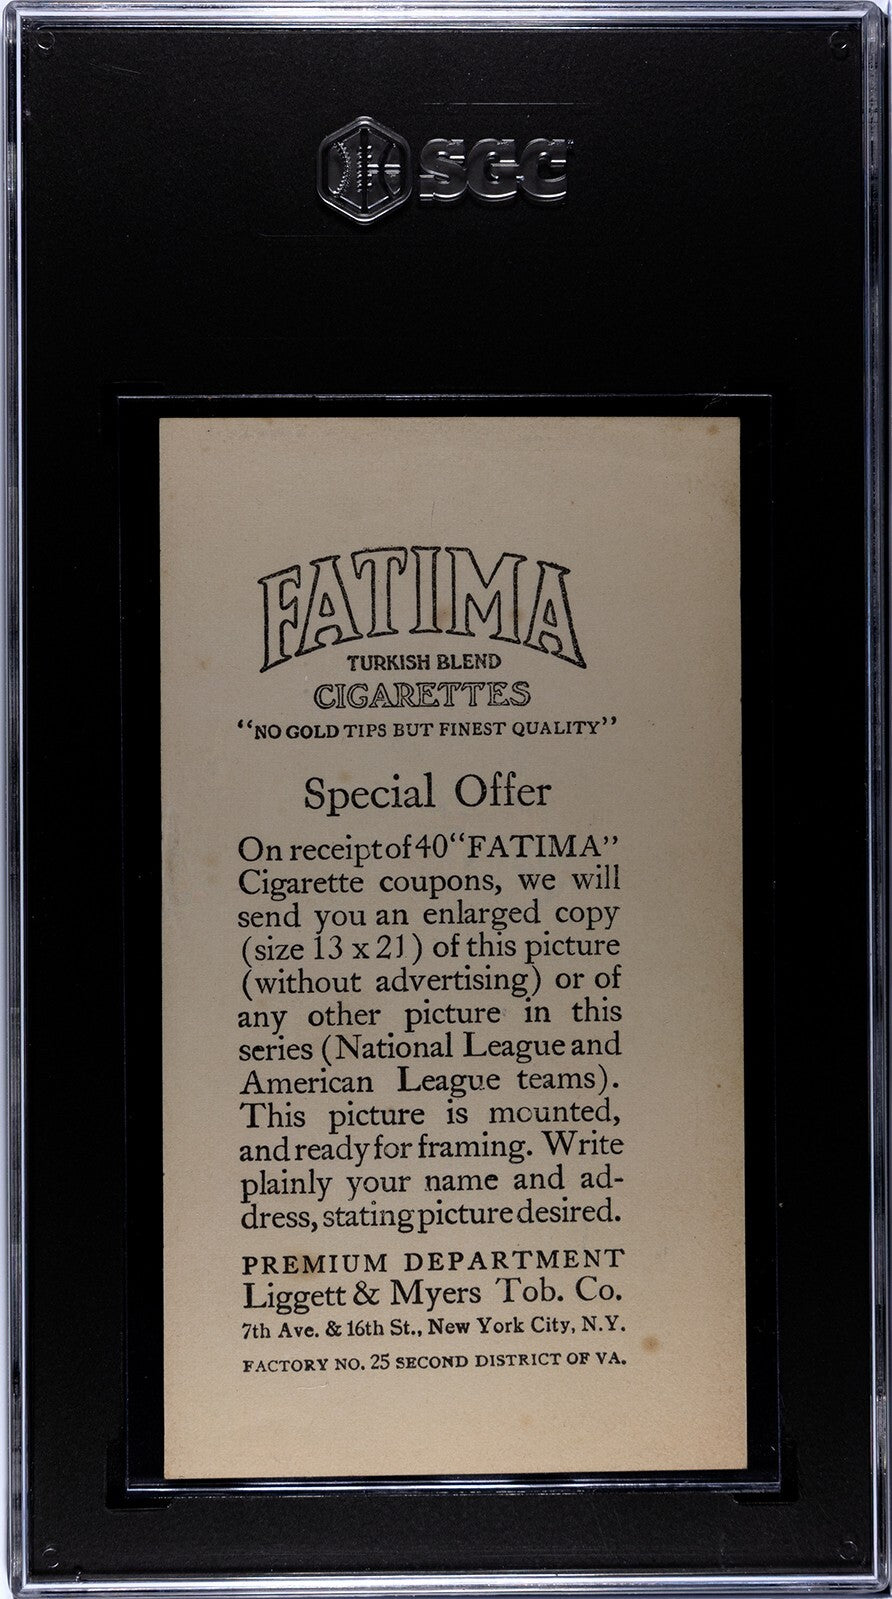 SGC
FATIMA
TURKISH BLEND
CIGARETTES
“NO GOLD TIPS BUT FINEST QUALITY”
Special Offer
On receipt of 40 “FATIMA”
Cigarette coupons, we will
send you an enlarged copy
(size 13 x 21) of this picture
(without advertising) or of
any other picture in this
series (National League and
American League teams).
This picture is mounted,
and ready for framing. Write
plainly your name and ad-
dress, stating picture desired.
PREMIUM DEPARTMENT
Liggett & Myers Tob. Co.
7th Ave. & 16th St., New York City, N.Y.
FACTORY NO. 25 SECOND DISTRICT OF VA.